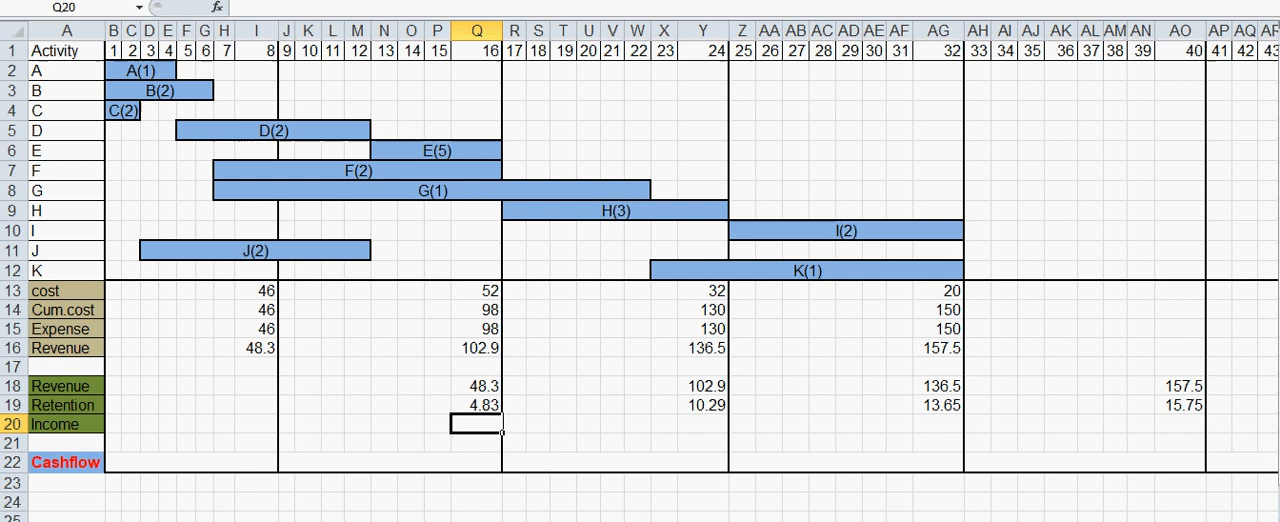 Q20 fx
A B C D E F G H I J K L M N O P Q R S T U V W X Y Z AA AB AC AD AE AF AG AH AI AJ AK AL AM AN AO AP AQ AR
1 Activity 1 2 3 4 5 6 7 8 9 10 11 12 13 14 15 16 17 18 19 20 21 22 23 24 25 26 27 28 29 30 31 32 33 34 35 36 37 38 39 40 41 42 43
2 A A(1)
3 B B(2)
4 C C(2)
5 D D(2)
6 E E(5)
7 F F(2)
8 G G(1)
9 H H(3)
10 I I(2)
11 J J(2)
12 K K(1)
13 cost 46 52 32 20
14 Cum.cost 46 98 130 150
15 Expense 46 98 130 150
16 Revenue 48.3 102.9 136.5 157.5
17
18 Revenue 48.3 102.9 136.5 157.5
19 Retention 4.83 10.29 13.65 15.75
20 Income
21
22 Cashflow
23
24
25